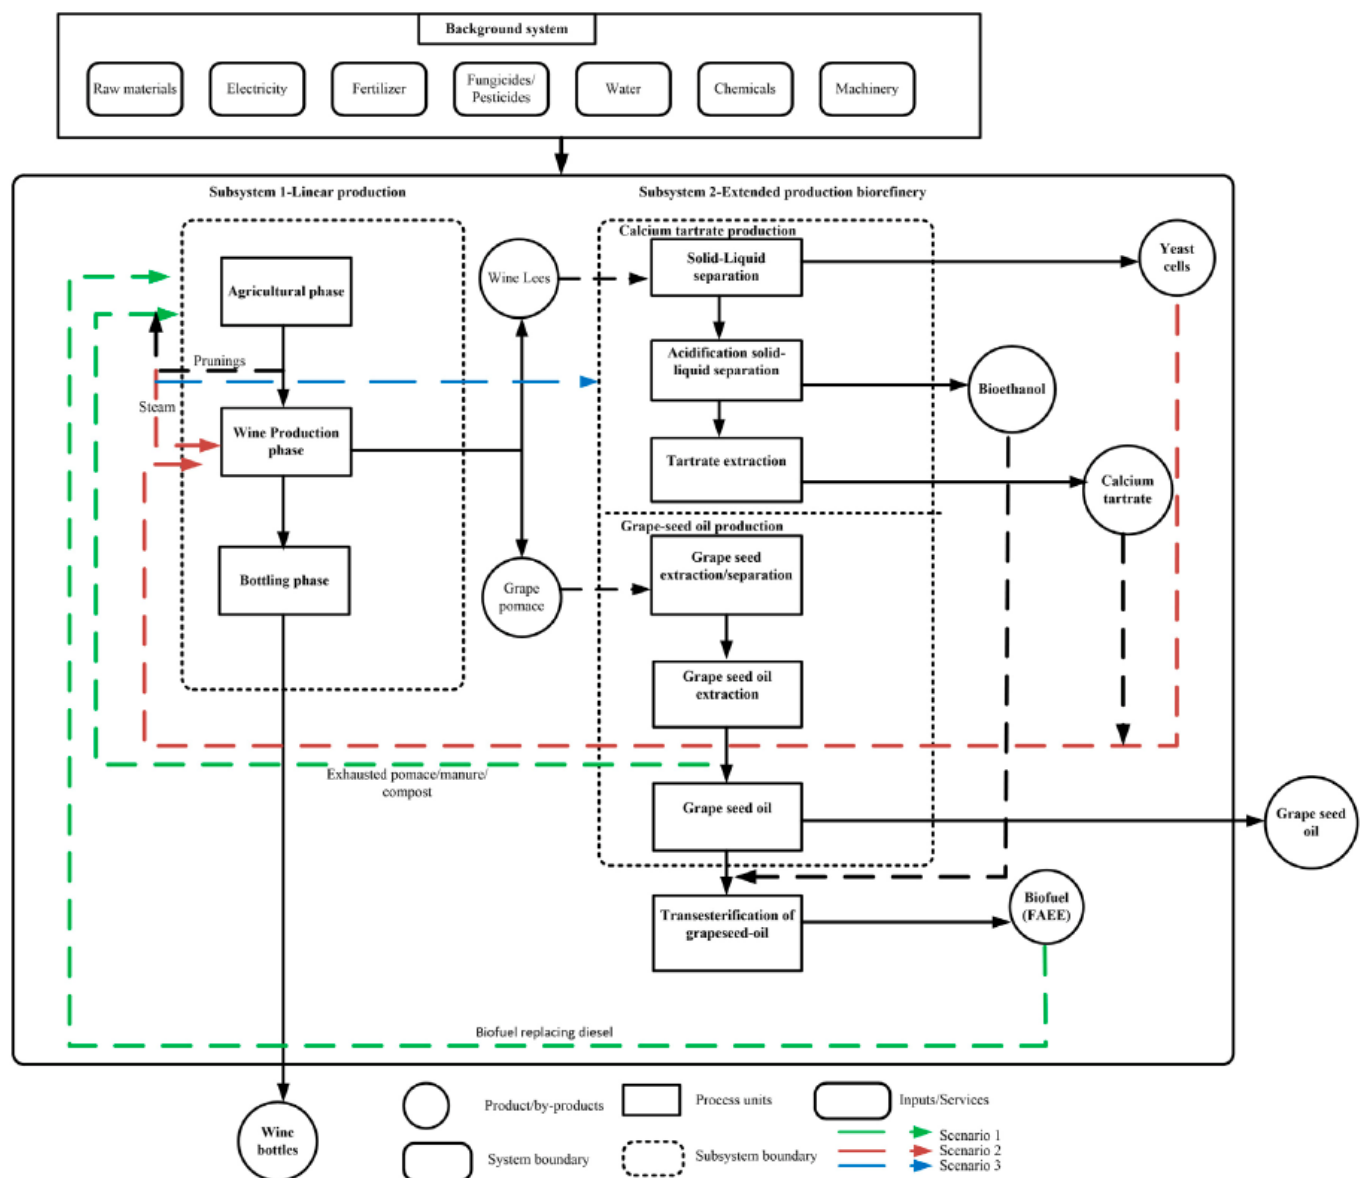 Background system
Raw materials
Electricity
Fertilizer
Fungicides/
Pesticides
Water
Chemicals
Machinery
Subsystem 1-Linear production
Subsystem 2-Extended production biorefinery
Calcium tartrate production
Agricultural phase
Prunings
Steam
Wine Production
phase
Bottling phase
Wine Lees
Grape
pomace
Solid-Liquid
separation
Acidification solid-
liquid separation
Tartrate extraction
Yeast
cells
Bioethanol
Calcium
tartrate
Grape-seed oil production
Grape seed
extraction/separation
Grape seed oil
extraction
Exhausted pomace/manure/
compost
Grape seed oil
Grape seed
oil
Transesterification of
grapeseed-oil
Biofuel
(FAEE)
Biofuel replacing diesel
Wine
bottles
Product/by-products
Process units
Inputs/Services
System boundary
Subsystem boundary
Scenario 1
Scenario 2
Scenario 3